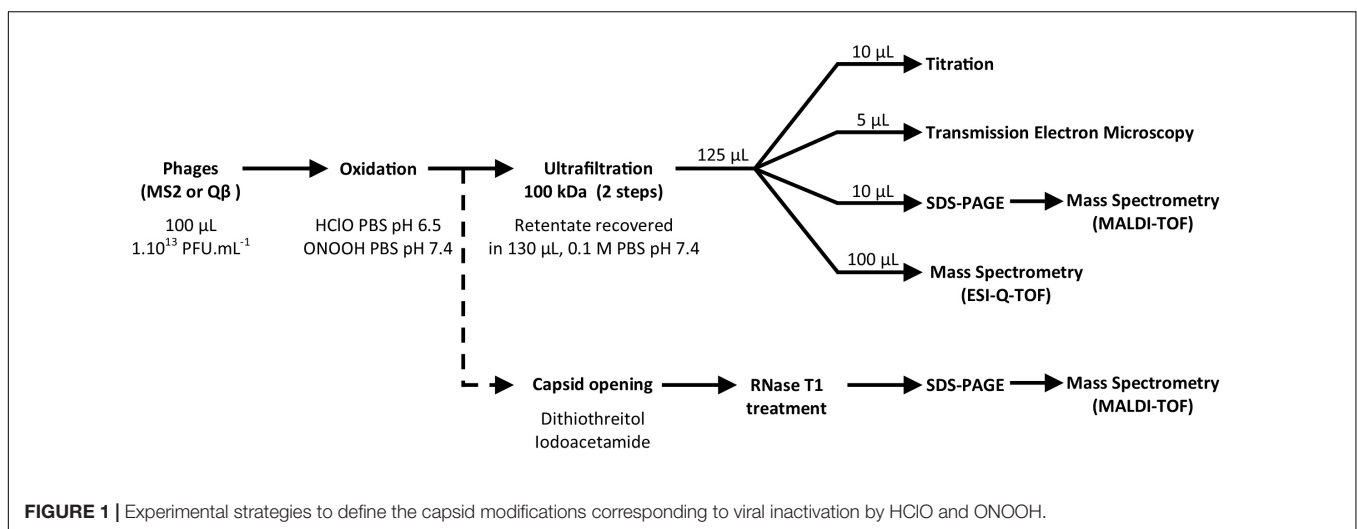 10 µL
Titration
5 µL
Transmission Electron Microscopy
125 µL
Phages
(MS2 or Qβ )
100 µL
1.10¹³ PFU.mL⁻¹
Oxidation
HClO PBS pH 6.5
ONOOH PBS pH 7.4
Ultrafiltration
100 kDa (2 steps)
Retentate recovered
in 130 µL, 0.1 M PBS pH 7.4
10 µL
SDS-PAGE
Mass Spectrometry
(MALDI-TOF)
100 µL
Mass Spectrometry
(ESI-Q-TOF)
Capsid opening
Dithiothreitol
Iodoacetamide
RNase T1
treatment
SDS-PAGE
Mass Spectrometry
(MALDI-TOF)
FIGURE 1 | Experimental strategies to define the capsid modifications corresponding to viral inactivation by HClO and ONOOH.